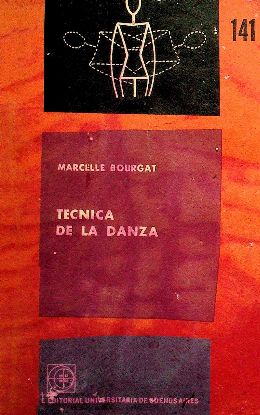 141
MARCELLE BOURGAT
TECNICA
DE LA DANZA
EDITORIAL UNIVERSITARIA DE BUENOS AIRES